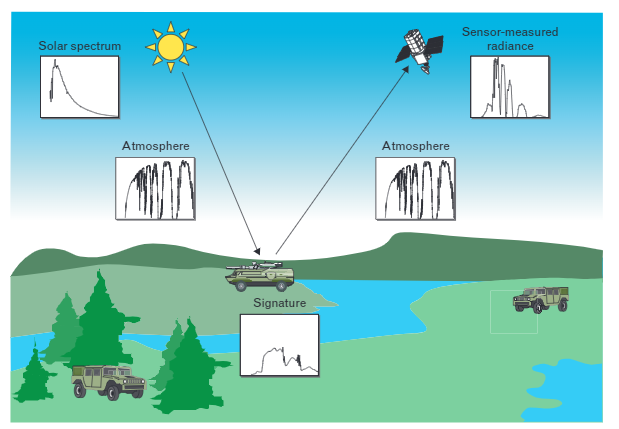 Solar spectrum
Sensor-measured
radiance
Atmosphere
Atmosphere
Signature